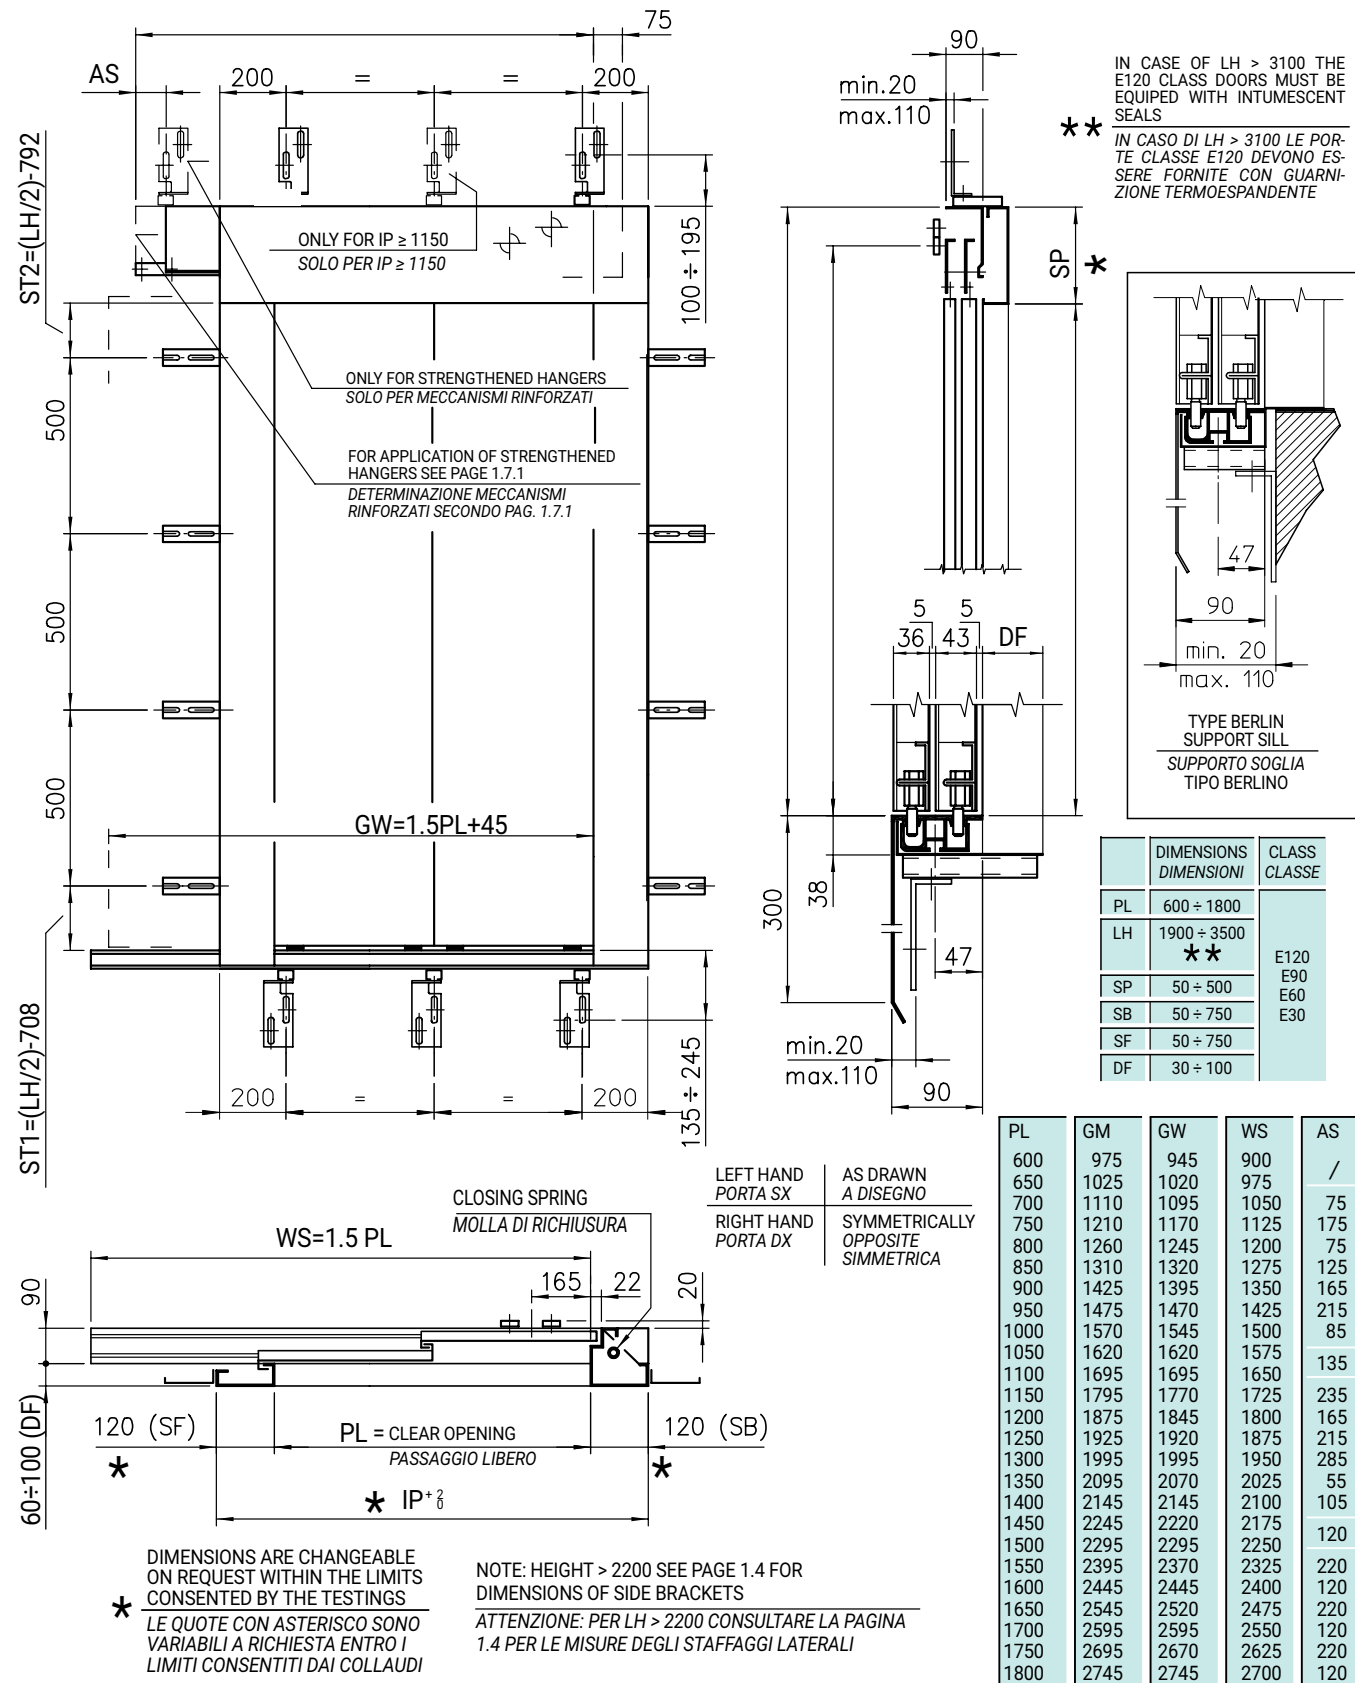 75
AS
200
=
=
200
ST2=(LH/2)-792
ONLY FOR IP ≥ 1150
SOLO PER IP ≥ 1150
100÷195
500
500
500
ONLY FOR STRENGTHENED HANGERS
SOLO PER MECCANISMI RINFORZATI
FOR APPLICATION OF STRENGTHENED
HANGERS SEE PAGE 1.7.1
DETERMINAZIONE MECCANISMI
RINFORZATI SECONDO PAG. 1.7.1
GW=1.5PL+45
ST1=(LH/2)-708
200
=
=
200
135÷245
90
min.20
max.110
SP
*
5
5
36
43
DF
300
38
47
min.20
max.110
90
**
IN CASE OF LH > 3100 THE
E120 CLASS DOORS MUST BE
EQUIPED WITH INTUMESCENT
SEALS
IN CASO DI LH > 3100 LE POR-
TE CLASSE E120 DEVONO ES-
SERE FORNITE CON GUARNI-
ZIONE TERMOESPANDENTE
47
90
min. 20
max. 110
TYPE BERLIN
SUPPORT SILL
SUPPORTO SOGLIA
TIPO BERLINO
DIMENSIONS CLASS
DIMENSIONI CLASSE
PL 600 ÷ 1800
LH 1900 ÷ 3500
**
SP 50 ÷ 500
SB 50 ÷ 750
SF 50 ÷ 750
DF 30 ÷ 100
E120
E90
E60
E30
LEFT HAND AS DRAWN
PORTA SX A DISEGNO
RIGHT HAND SYMMETRICALLY
PORTA DX OPPOSITE
SIMMETRICA
CLOSING SPRING
MOLLA DI RICHIUSURA
WS=1.5 PL
165
22
20
90
60÷100 (DF)
120 (SF)
*
PL = CLEAR OPENING
PASSAGGIO LIBERO
120 (SB)
*
* IP +2 0
*
DIMENSIONS ARE CHANGEABLE
ON REQUEST WITHIN THE LIMITS
CONSENTED BY THE TESTINGS
LE QUOTE CON ASTERISCO SONO
VARIABILI A RICHIESTA ENTRO I
LIMITI CONSENTITI DAI COLLAUDI
NOTE: HEIGHT > 2200 SEE PAGE 1.4 FOR
DIMENSIONS OF SIDE BRACKETS
ATTENZIONE: PER LH > 2200 CONSULTARE LA PAGINA
1.4 PER LE MISURE DEGLI STAFFAGGI LATERALI
PL GM GW WS AS
600 975 945 900 /
650 1025 1020 975
700 1110 1095 1050 75
750 1210 1170 1125 175
800 1260 1245 1200 75
850 1310 1320 1275 125
900 1425 1395 1350 165
950 1475 1470 1425 215
1000 1570 1545 1500 85
1050 1620 1620 1575 135
1100 1695 1695 1650
1150 1795 1770 1725 235
1200 1875 1845 1800 165
1250 1925 1920 1875 215
1300 1995 1995 1950 285
1350 2095 2070 2025 55
1400 2145 2145 2100 105
1450 2245 2220 2175 120
1500 2295 2295 2250
1550 2395 2370 2325 220
1600 2445 2445 2400 120
1650 2545 2520 2475 220
1700 2595 2595 2550 120
1750 2695 2670 2625 220
1800 2745 2745 2700 120